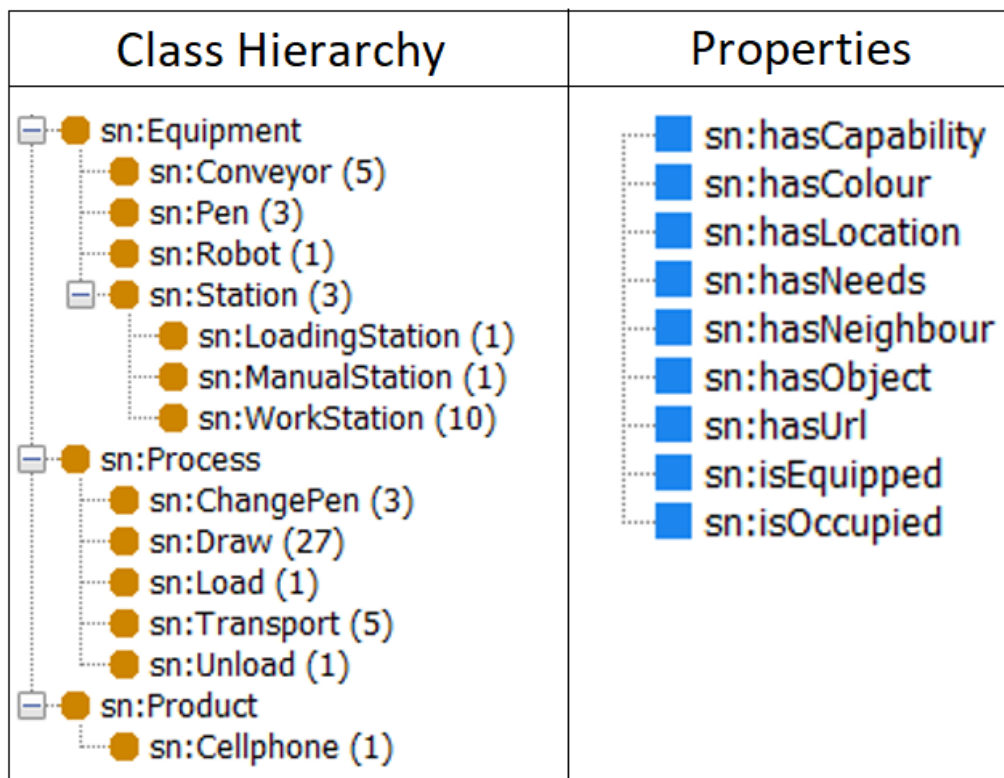 Class Hierarchy
sn:Equipment
sn:Conveyor (5)
sn:Pen (3)
sn:Robot (1)
sn:Station (3)
sn:LoadingStation (1)
sn:ManualStation (1)
sn:WorkStation (10)
sn:Process
sn:ChangePen (3)
sn:Draw (27)
sn:Load (1)
sn:Transport (5)
sn:Unload (1)
sn:Product
sn:Cellphone (1)
Properties
sn:hasCapability
sn:hasColour
sn:hasLocation
sn:hasNeeds
sn:hasNeighbour
sn:hasObject
sn:hasUrl
sn:isEquipped
sn:isOccupied